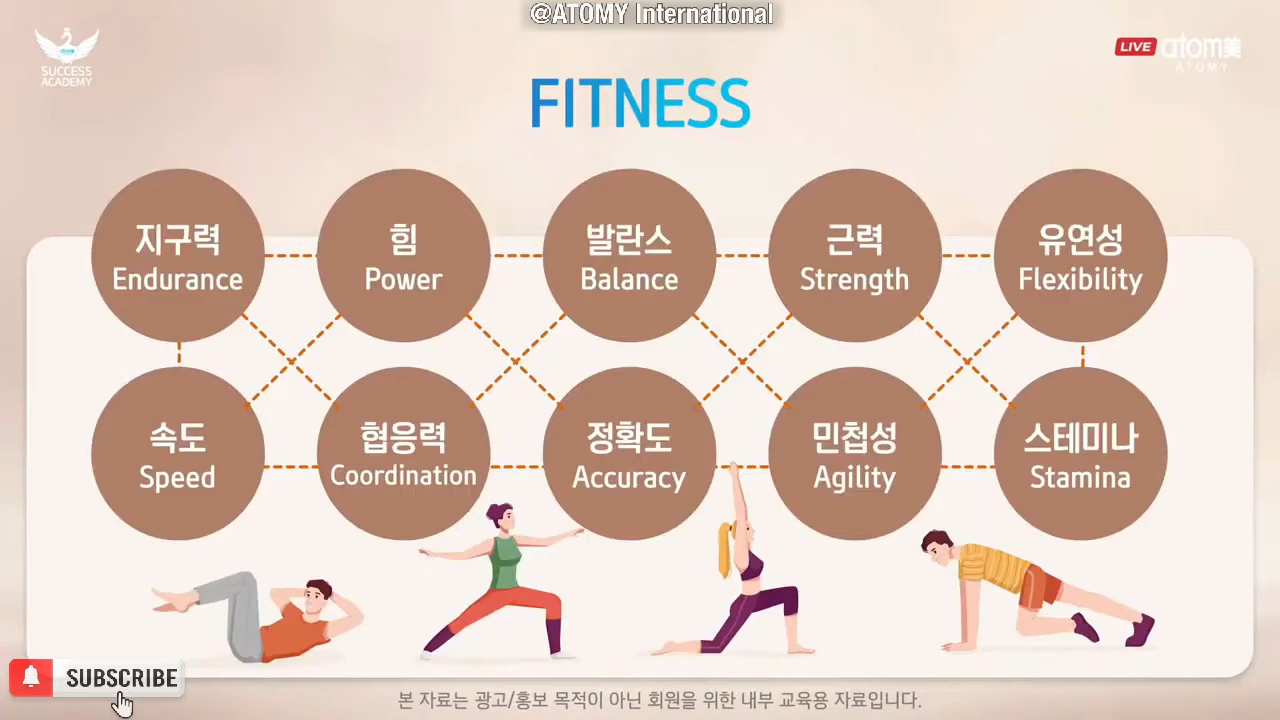 @ATOMY International
SUCCESS
ACADEMY
LIVE atom美
ATOMY
FITNESS
지구력
Endurance
힘
Power
발란스
Balance
근력
Strength
유연성
Flexibility
속도
Speed
협응력
Coordination
정확도
Accuracy
민첩성
Agility
스테미나
Stamina
SUBSCRIBE
본 자료는 광고/홍보 목적이 아닌 회원을 위한 내부 교육용 자료입니다.